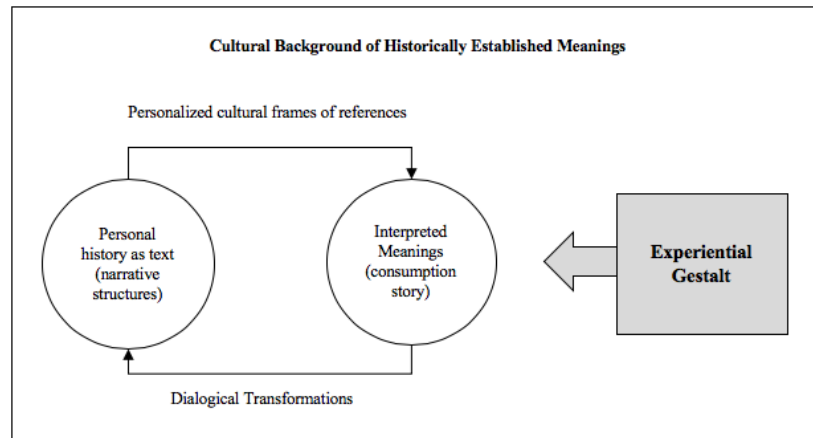 Cultural Background of Historically Established Meanings
Personalized cultural frames of references
Personal
history as text
(narrative
structures)
Interpreted
Meanings
(consumption
story)
Experiential
Gestalt
Dialogical Transformations